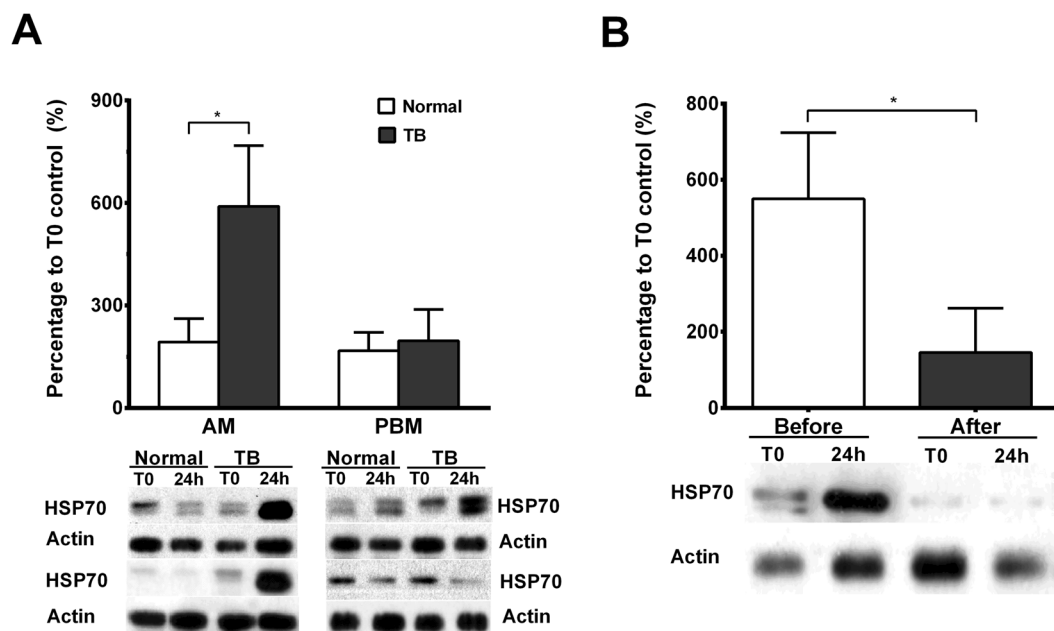 A
Percentage to T0 control (%)
900
600
300
0
Normal
TB
*
AM
PBM
Normal TB
T0 24h T0 24h
HSP70
Actin
HSP70
Actin
Normal TB
T0 24h T0 24h
HSP70
Actin
HSP70
Actin
B
Percentage to T0 control (%)
800
600
400
200
0
*
Before
After
T0 24h T0 24h
HSP70
Actin